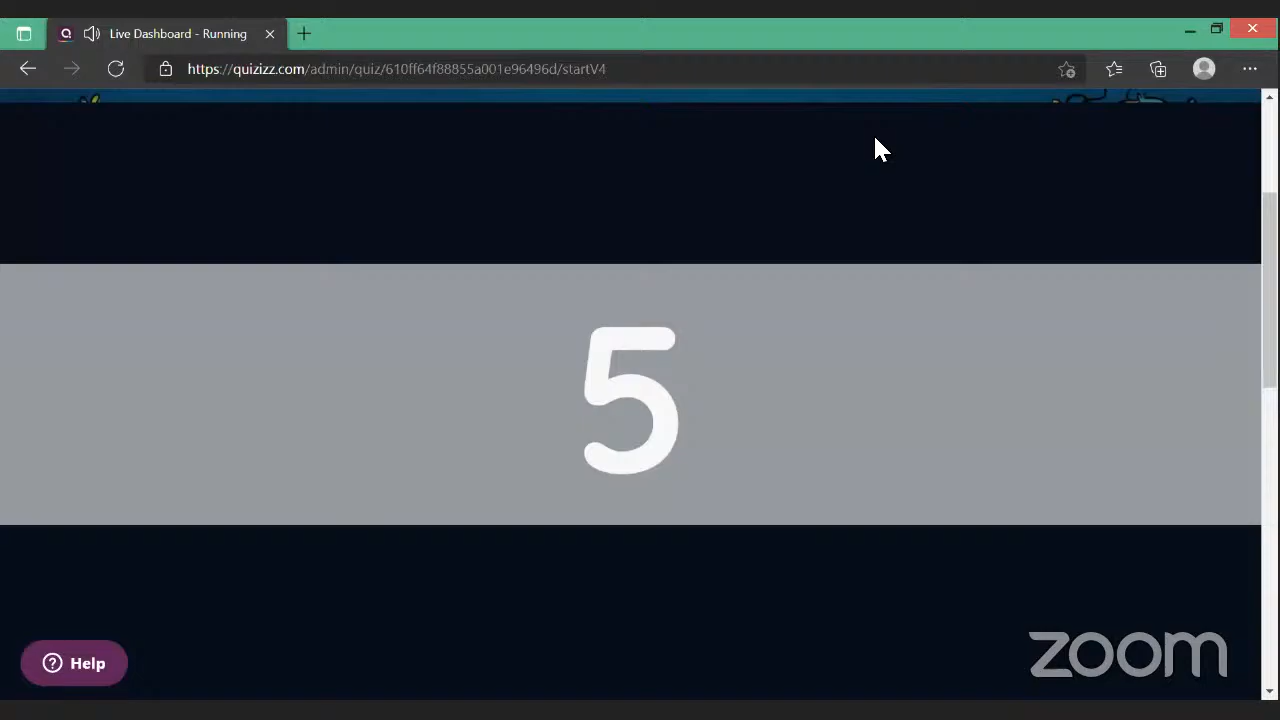 Live Dashboard - Running
https://quizizz.com/admin/quiz/610ff64f88855a001e96496d/startV4
5
Help
zoom